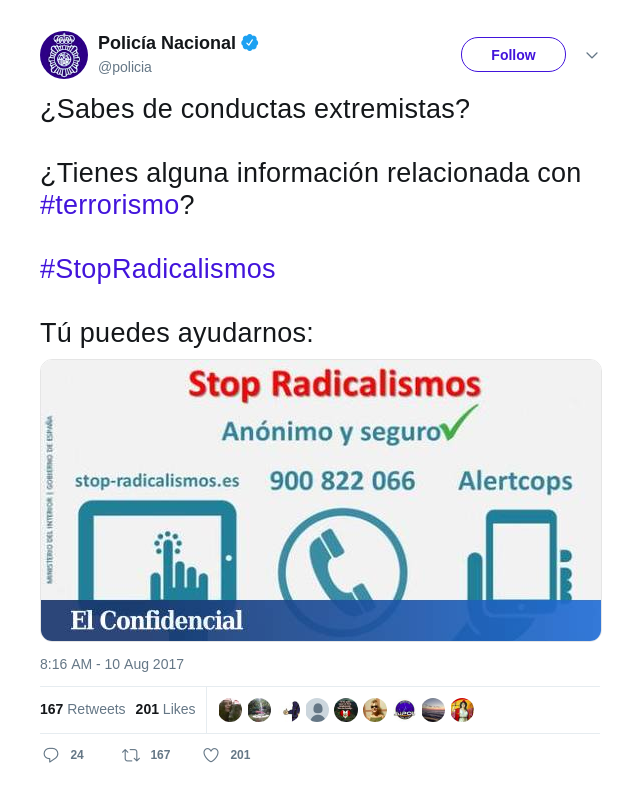 Policía Nacional
@policia
Follow
¿Sabes de conductas extremistas?
¿Tienes alguna información relacionada con
#terrorismo?
#StopRadicalismos
Tú puedes ayudarnos:
Stop Radicalismos
Anónimo y seguro
stop-radicalismos.es 900 822 066 Alertcops
MINISTERIO DEL INTERIOR | GOBIERNO DE ESPAÑA
El Confidencial
8:16 AM - 10 Aug 2017
167 Retweets 201 Likes
24 167 201